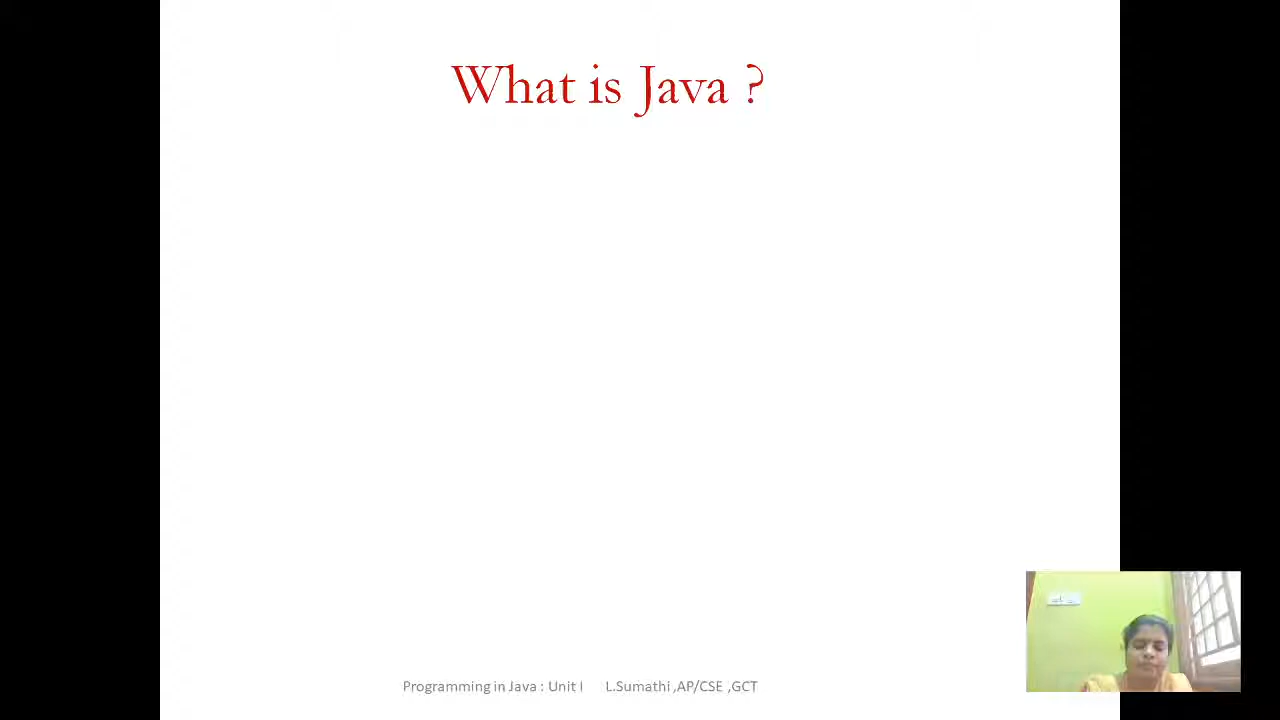 What is Java ?
Programming in Java : Unit I L.Sumathi ,AP/CSE ,GCT